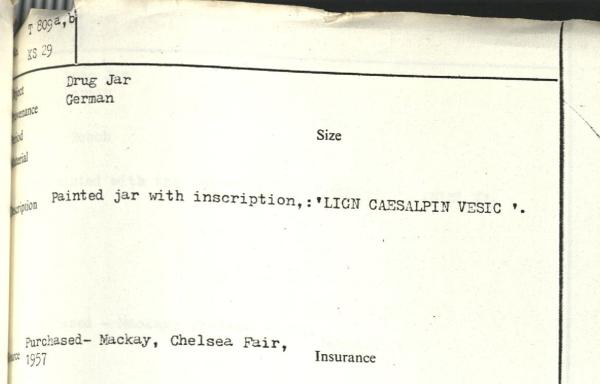 T 809a,b
KS 29
Drug Jar
German
Size
Painted jar with inscription,:'LIGN CAESALPIN VESIC '.
Purchased- Mackay, Chelsea Fair,
1957
Insurance